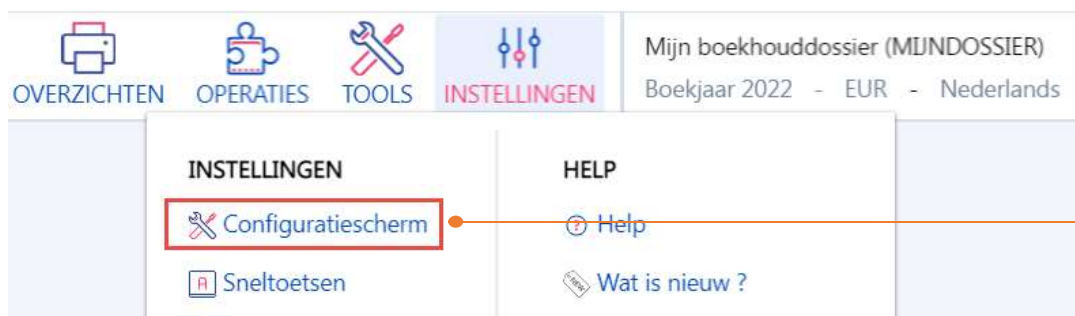 OVERZICHTEN OPERATIES TOOLS INSTELLINGEN
Mijn boekhouddossier (MIJNDOSSIER)
Boekjaar 2022 - EUR - Nederlands
INSTELLINGEN
Configuratiescherm
Sneltoetsen
HELP
Help
Wat is nieuw ?